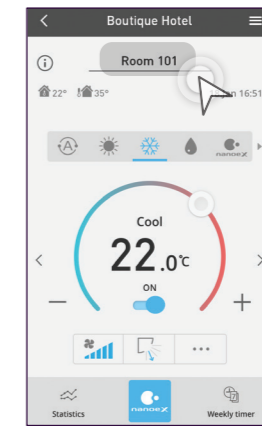 Boutique Hotel
Room 101
22° 35°
16:51
A
nanoeX
Cool
22.0°C
ON
Statistics
nanoeX
Weekly timer